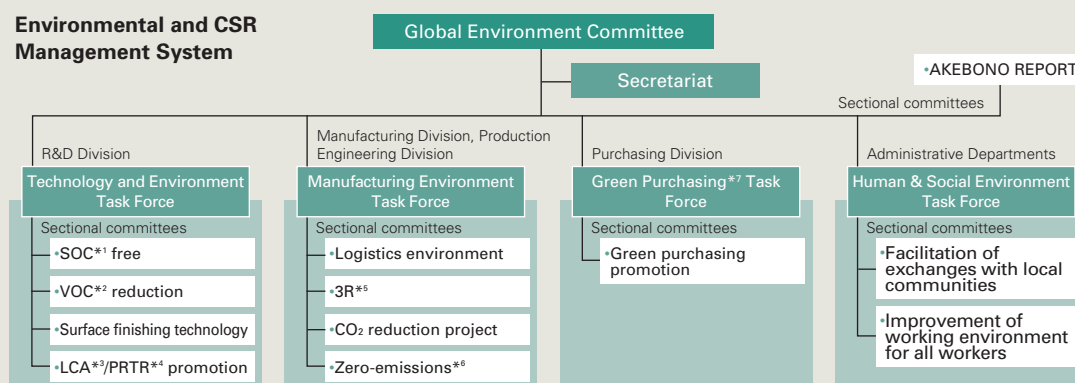 Environmental and CSR
Management System
Global Environment Committee
Secretariat
•AKEBONO REPORT
Sectional committees
R&D Division
Technology and Environment
Task Force
Sectional committees
•SOC*1 free
•VOC*2 reduction
•Surface finishing technology
•LCA*3/PRTR*4 promotion
Manufacturing Division, Production
Engineering Division
Manufacturing Environment
Task Force
Sectional committees
•Logistics environment
•3R*5
•CO₂ reduction project
•Zero-emissions*6
Purchasing Division
Green Purchasing*7 Task
Force
Sectional committees
•Green purchasing
promotion
Administrative Departments
Human & Social Environment
Task Force
Sectional committees
•Facilitation of
exchanges with local
communities
•Improvement of
working environment
for all workers